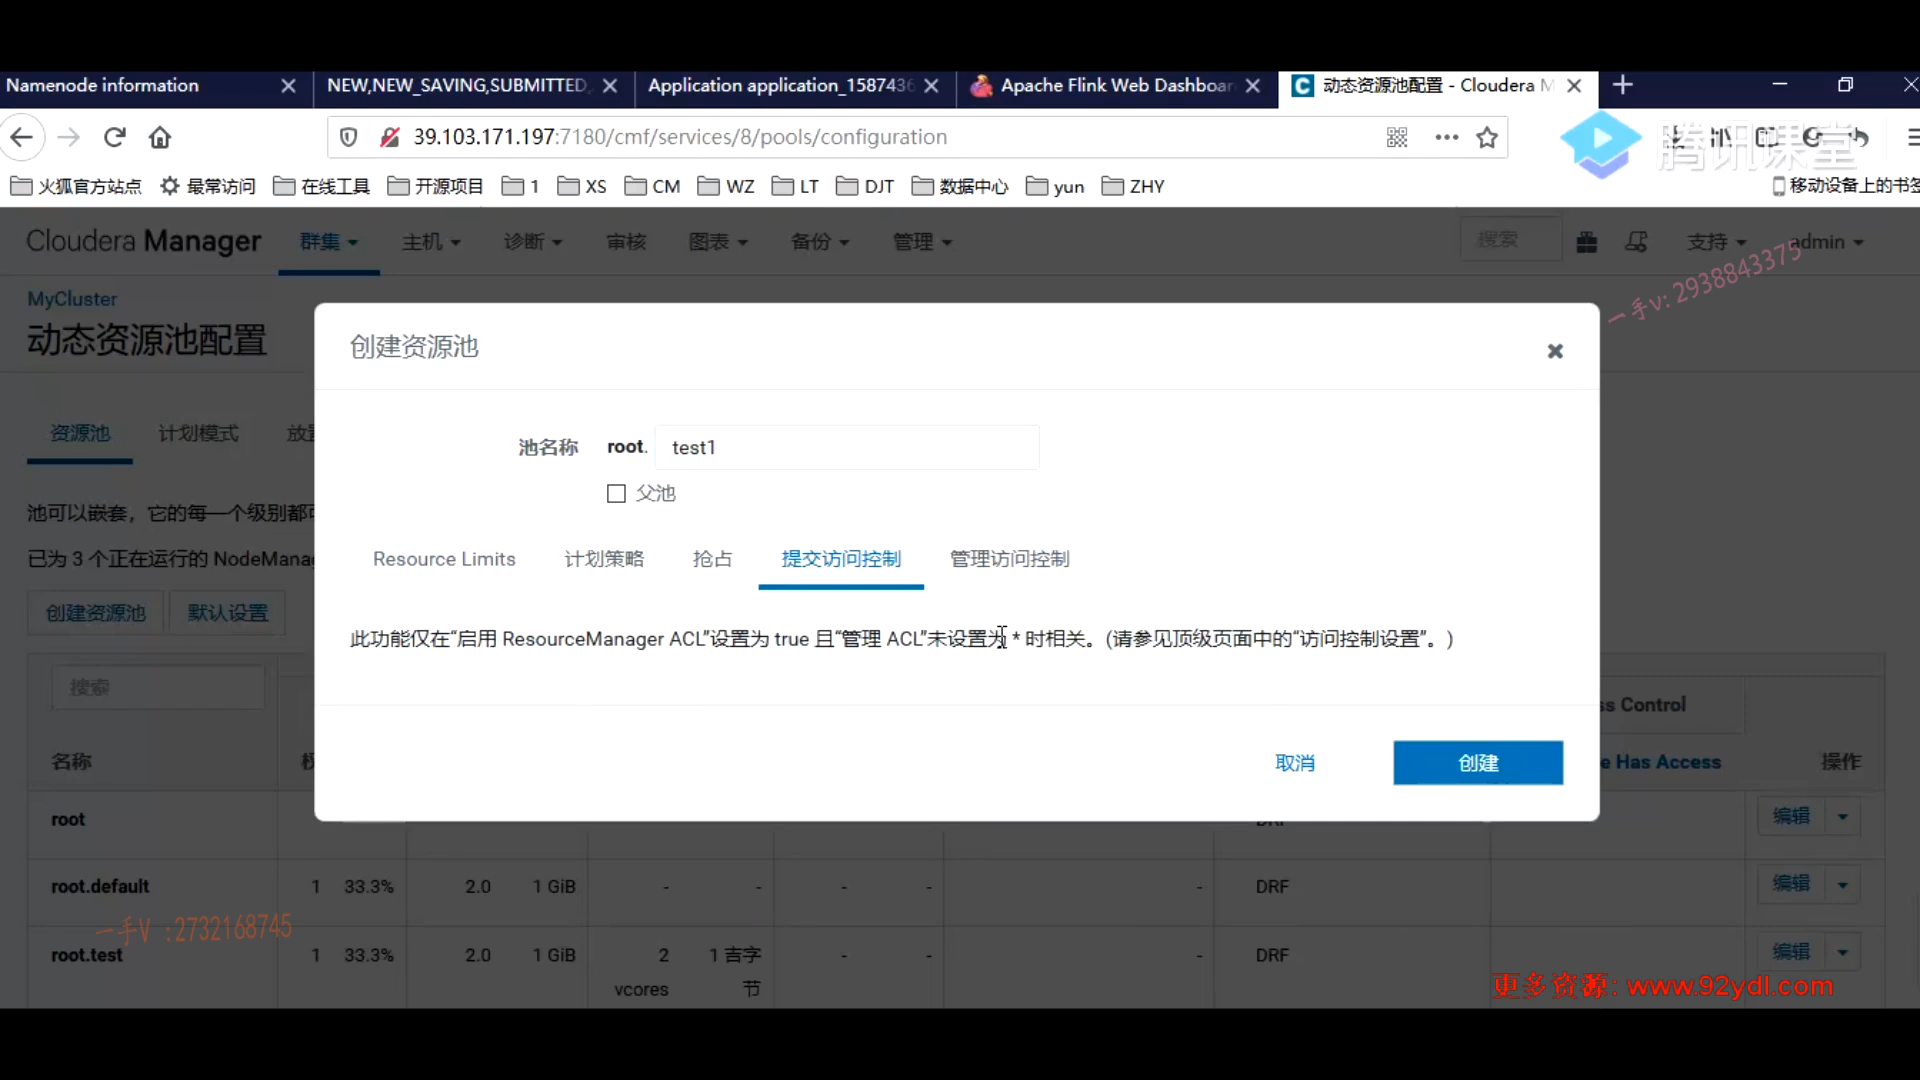 Namenode information
NEW,NEW_SAVING,SUBMITTED,
Application application_1587436
Apache Flink Web Dashboar
动态资源池配置 - Cloudera M
39.103.171.197:7180/cmf/services/8/pools/configuration
腾讯课堂
火狐官方站点 最常访问 在线工具 开源项目 1 XS CM WZ LT DJT 数据中心 yun ZHY 移动设备上的书签
Cloudera Manager 群集 主机 诊断 审核 图表 备份 管理 搜索 支持 admin
一手v: 2938843375
MyCluster
动态资源池配置
创建资源池
资源池 计划模式
池名称 root. test1
父池
池可以嵌套，它的每一个级别都
已为 3 个正在运行的 NodeManag
Resource Limits 计划策略 抢占 提交访问控制 管理访问控制
创建资源池 默认设置
此功能仅在“启用 ResourceManager ACL”设置为 true 且“管理 ACL”未设置为 * 时相关。(请参见顶级页面中的“访问控制设置”。)
搜索
ss Control
取消 创建
名称
e Has Access 操作
root
编辑
root.default 1 33.3% 2.0 1 GiB - - - - - DRF 编辑
一手V :2732168745
root.test 1 33.3% 2.0 1 GiB 2 1 吉字 - - - DRF 编辑
vcores 节
更多资源: www.92ydl.com